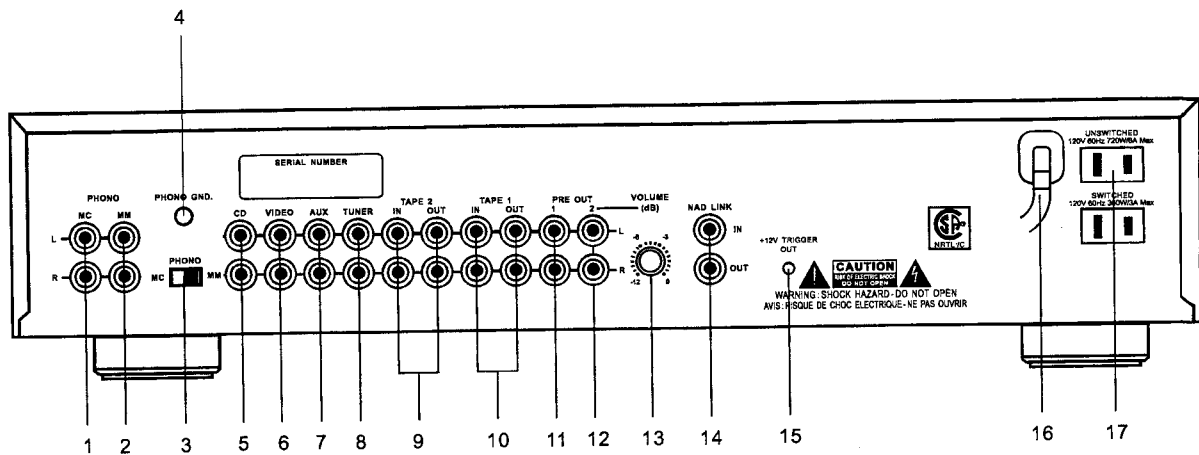 4
UNSWITCHED
120V 60Hz 720W/6A Max
SERIAL NUMBER
PHONO
PHONO GND.
MC
MM
CD
VIDEO
AUX
TUNER
TAPE 2
IN
OUT
TAPE 1
IN
OUT
PRE OUT
1
2
VOLUME
(dB)
NAD LINK
IN
OUT
L
L
R
R
PHONO
MC
MM
-6
-3
-12
0
+12V TRIGGER
OUT
CAUTION
RISK OF ELECTRIC SHOCK
DO NOT OPEN
WARNING:SHOCK HAZARD-DO NOT OPEN
AVIS:RISQUE DE CHOC ELECTRIQUE-NE PAS OUVRIR
NRTL/C
SWITCHED
120V 60Hz 360W/3A Max
1
2
3
5
6
7
8
9
10
11
12
13
14
15
16
17